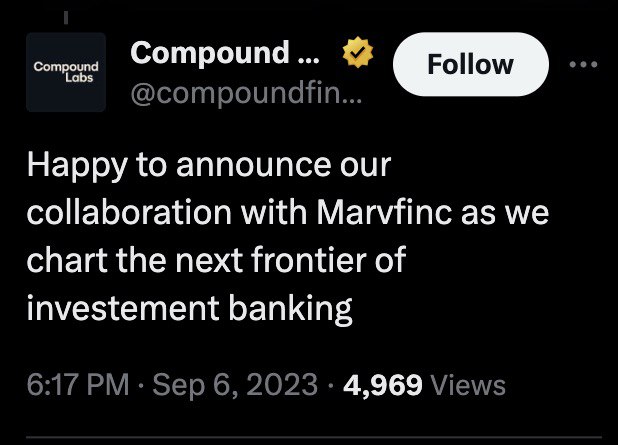 Compound Labs
Compound ...
Follow
@compoundfin...
Happy to announce our
collaboration with Marvfinc as we
chart the next frontier of
investement banking
6:17 PM · Sep 6, 2023 · 4,969 Views